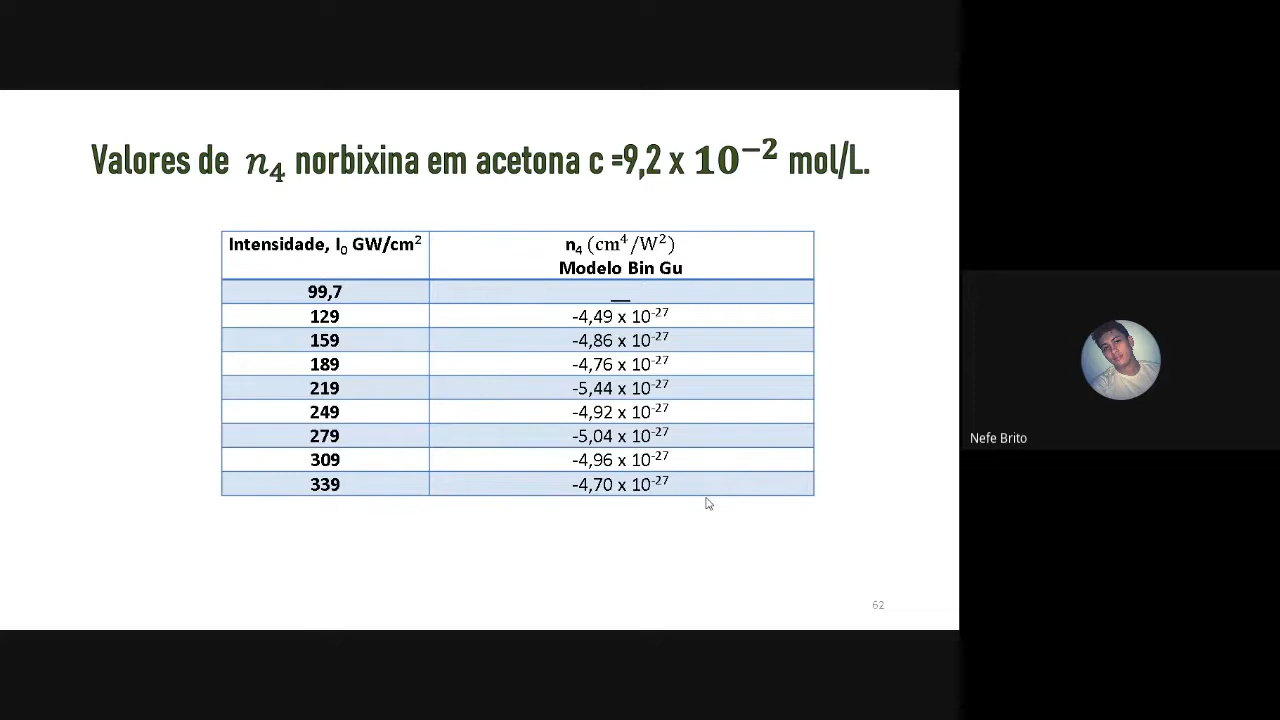 Valores de n₄ norbixina em acetona c =9,2 x 10⁻² mol/L.
Intensidade, I₀ GW/cm² n₄ (cm⁴/W²)
Modelo Bin Gu
99,7 __
129 -4,49 x 10⁻²⁷
159 -4,86 x 10⁻²⁷
189 -4,76 x 10⁻²⁷
219 -5,44 x 10⁻²⁷
249 -4,92 x 10⁻²⁷
279 -5,04 x 10⁻²⁷
309 -4,96 x 10⁻²⁷
339 -4,70 x 10⁻²⁷
62
Nefe Brito